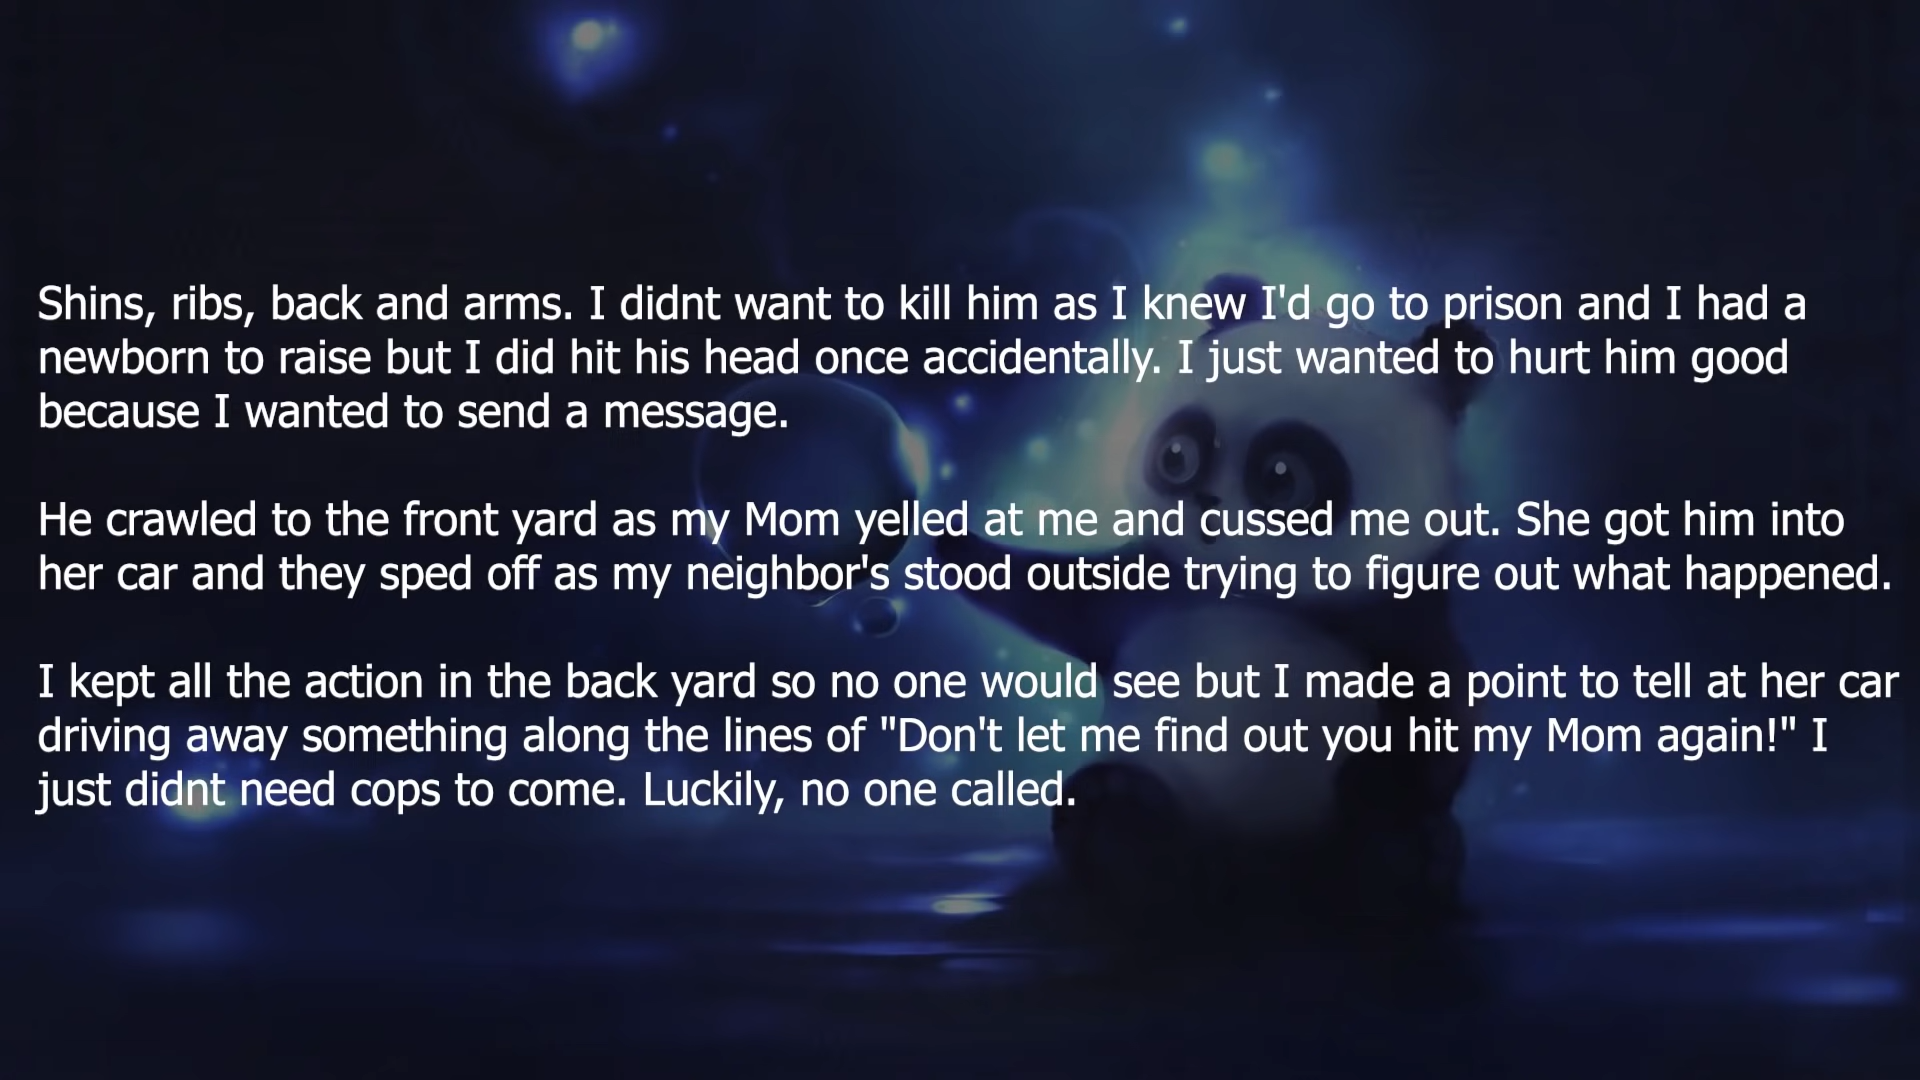 Shins, ribs, back and arms. I didnt want to kill him as I knew I'd go to prison and I had a
newborn to raise but I did hit his head once accidentally. I just wanted to hurt him good
because I wanted to send a message.
He crawled to the front yard as my Mom yelled at me and cussed me out. She got him into
her car and they sped off as my neighbor's stood outside trying to figure out what happened.
I kept all the action in the back yard so no one would see but I made a point to tell at her car
driving away something along the lines of "Don't let me find out you hit my Mom again!" I
just didnt need cops to come. Luckily, no one called.